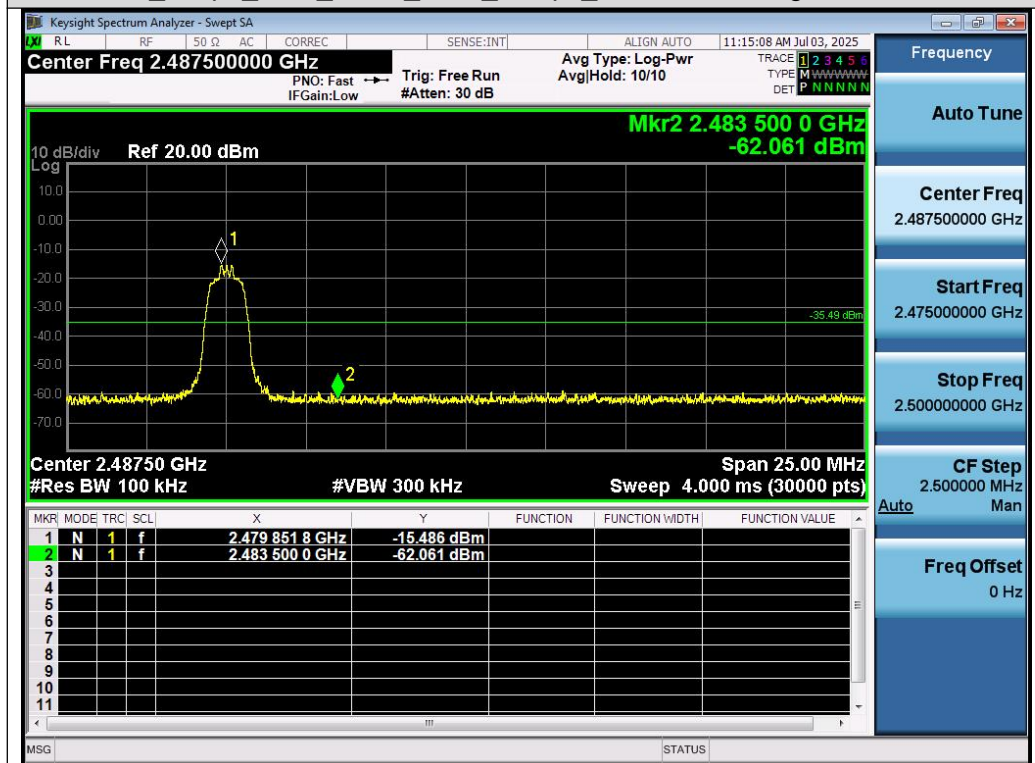 Keysight Spectrum Analyzer - Swept SA
LXI RL RF 50 Ω AC CORREC SENSE:INT ALIGN AUTO 11:15:08 AM Jul 03, 2025
Center Freq 2.487500000 GHz
PNO: Fast
IFGain:Low
Trig: Free Run
#Atten: 30 dB
Avg Type: Log-Pwr
Avg|Hold: 10/10
TRACE 1 2 3 4 5 6
TYPE M WWWWW
DET P N N N N N
Mkr2 2.483 500 0 GHz
-62.061 dBm
10 dB/div Ref 20.00 dBm
Log
10.0
0.00
-10.0
-20.0
-30.0
-40.0
-50.0
-60.0
-70.0
1
2
-35.49 dBm
Center 2.48750 GHz Span 25.00 MHz
#Res BW 100 kHz #VBW 300 kHz Sweep 4.000 ms (30000 pts)
MKR MODE TRC SCL X Y FUNCTION FUNCTION WIDTH FUNCTION VALUE
1 N 1 f 2.479 851 8 GHz -15.486 dBm
2 N 1 f 2.483 500 0 GHz -62.061 dBm
3
4
5
6
7
8
9
10
11
MSG STATUS
Frequency
Auto Tune
Center Freq
2.487500000 GHz
Start Freq
2.475000000 GHz
Stop Freq
2.500000000 GHz
CF Step
2.500000 MHz
Auto Man
Freq Offset
0 Hz